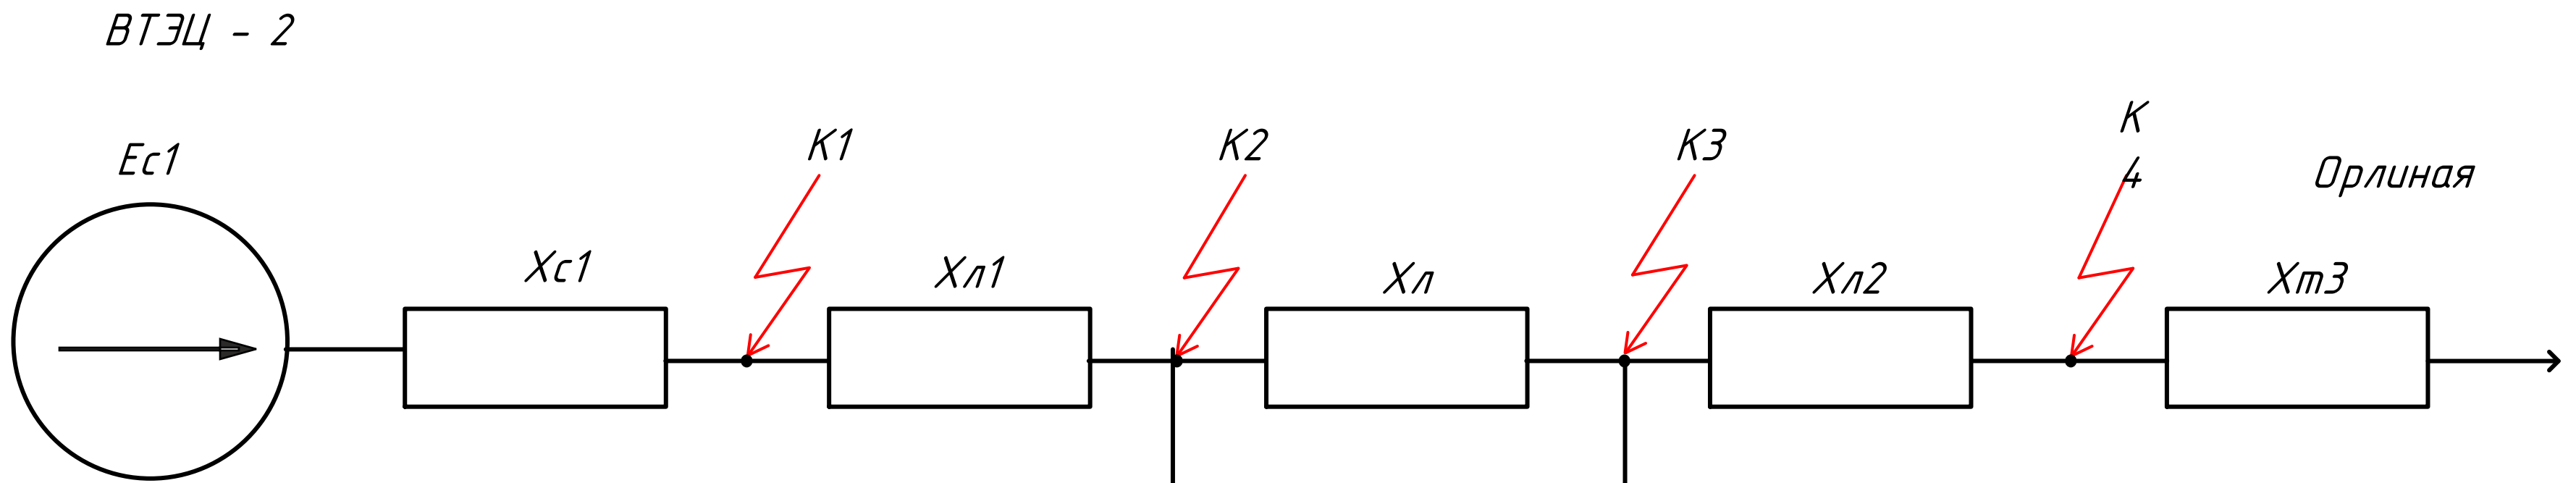 ВТЭЦ - 2
Ес1
К1
К2
К3
К
4
Орлиная
Хс1
Хл1
Хл
Хл2
Хт3